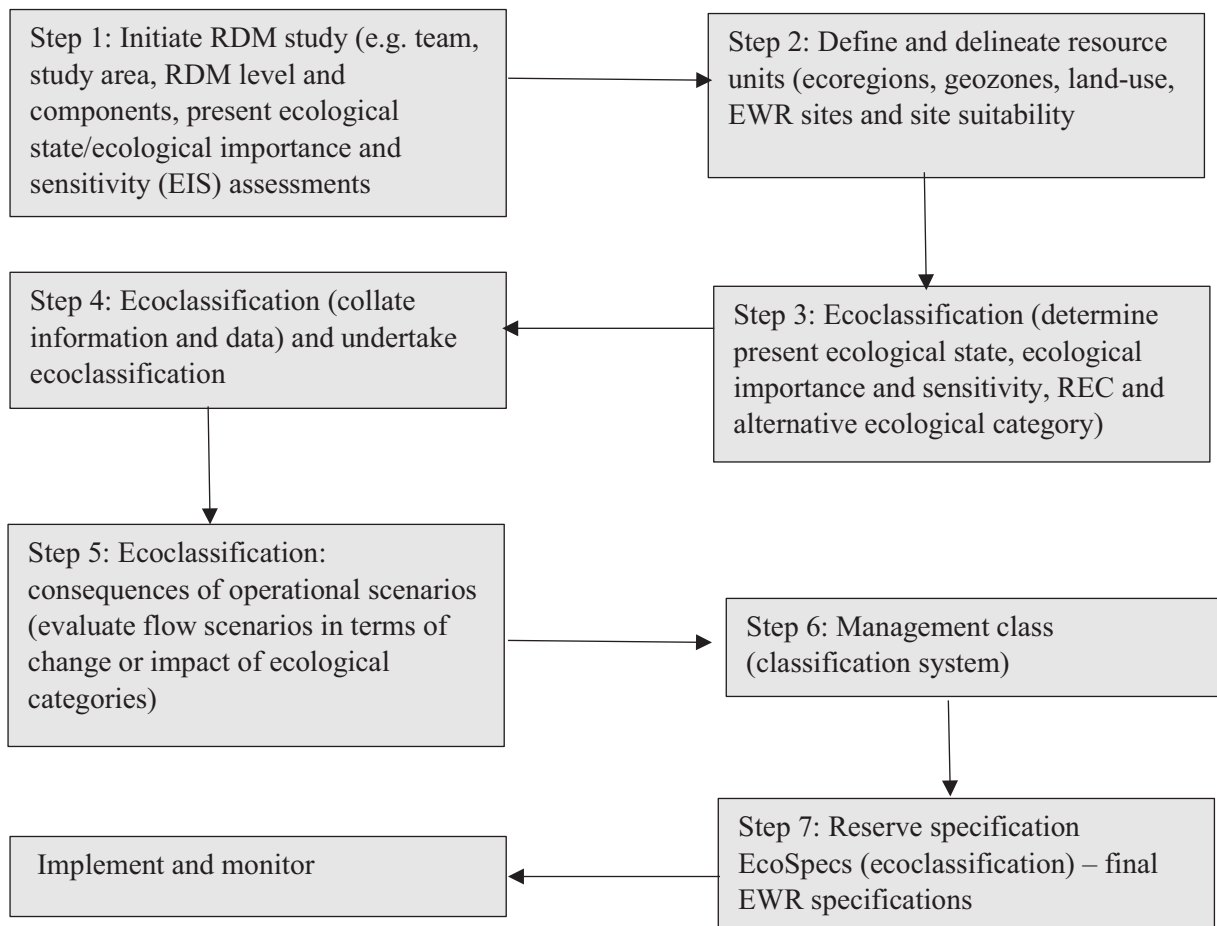 Step 1: Initiate RDM study (e.g. team,
study area, RDM level and
components, present ecological
state/ecological importance and
sensitivity (EIS) assessments
Step 2: Define and delineate resource
units (ecoregions, geozones, land-use,
EWR sites and site suitability
Step 3: Ecoclassification (determine
present ecological state, ecological
importance and sensitivity, REC and
alternative ecological category)
Step 4: Ecoclassification (collate
information and data) and undertake
ecoclassification
Step 5: Ecoclassification:
consequences of operational scenarios
(evaluate flow scenarios in terms of
change or impact of ecological
categories)
Step 6: Management class
(classification system)
Step 7: Reserve specification
EcoSpecs (ecoclassification) – final
EWR specifications
Implement and monitor